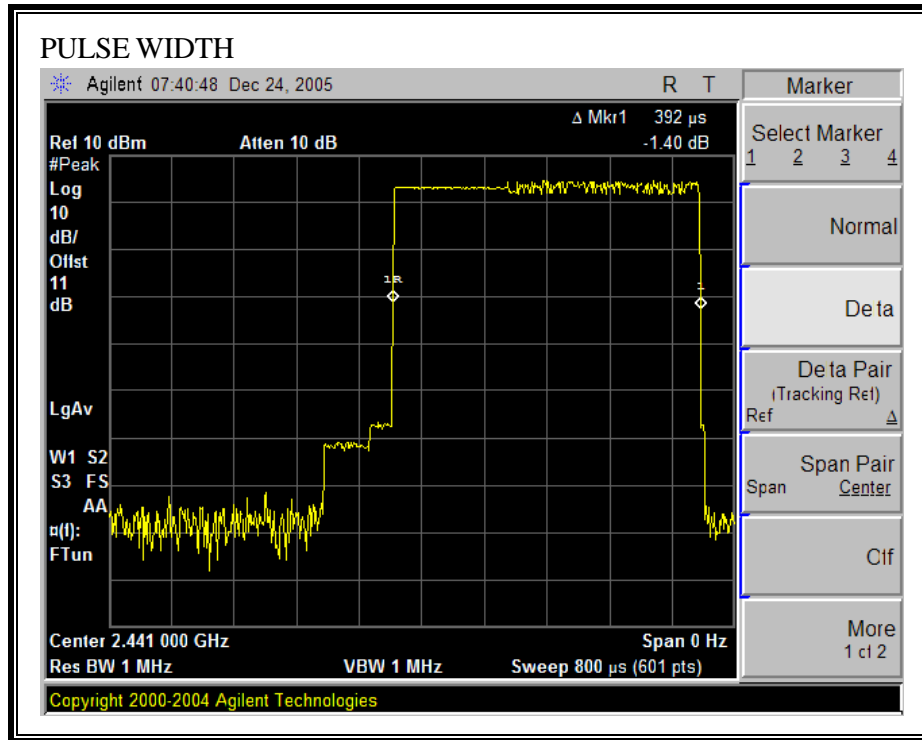 PULSE WIDTH
Agilent 07:40:48 Dec 24, 2005 R T
Δ Mkr1 392 µs
Ref 10 dBm Atten 10 dB -1.40 dB
#Peak
Log
10
dB/
Offst
11
dB
1R
1
LgAv
W1 S2
S3 FS
AA
¤(f):
FTun
Center 2.441 000 GHz Span 0 Hz
Res BW 1 MHz VBW 1 MHz Sweep 800 µs (601 pts)
Copyright 2000-2004 Agilent Technologies
Marker
Select Marker
1 2 3 4
Normal
Delta
Delta Pair
(Tracking Ref)
Ref Δ
Span Pair
Span Center
Off
More
1 of 2